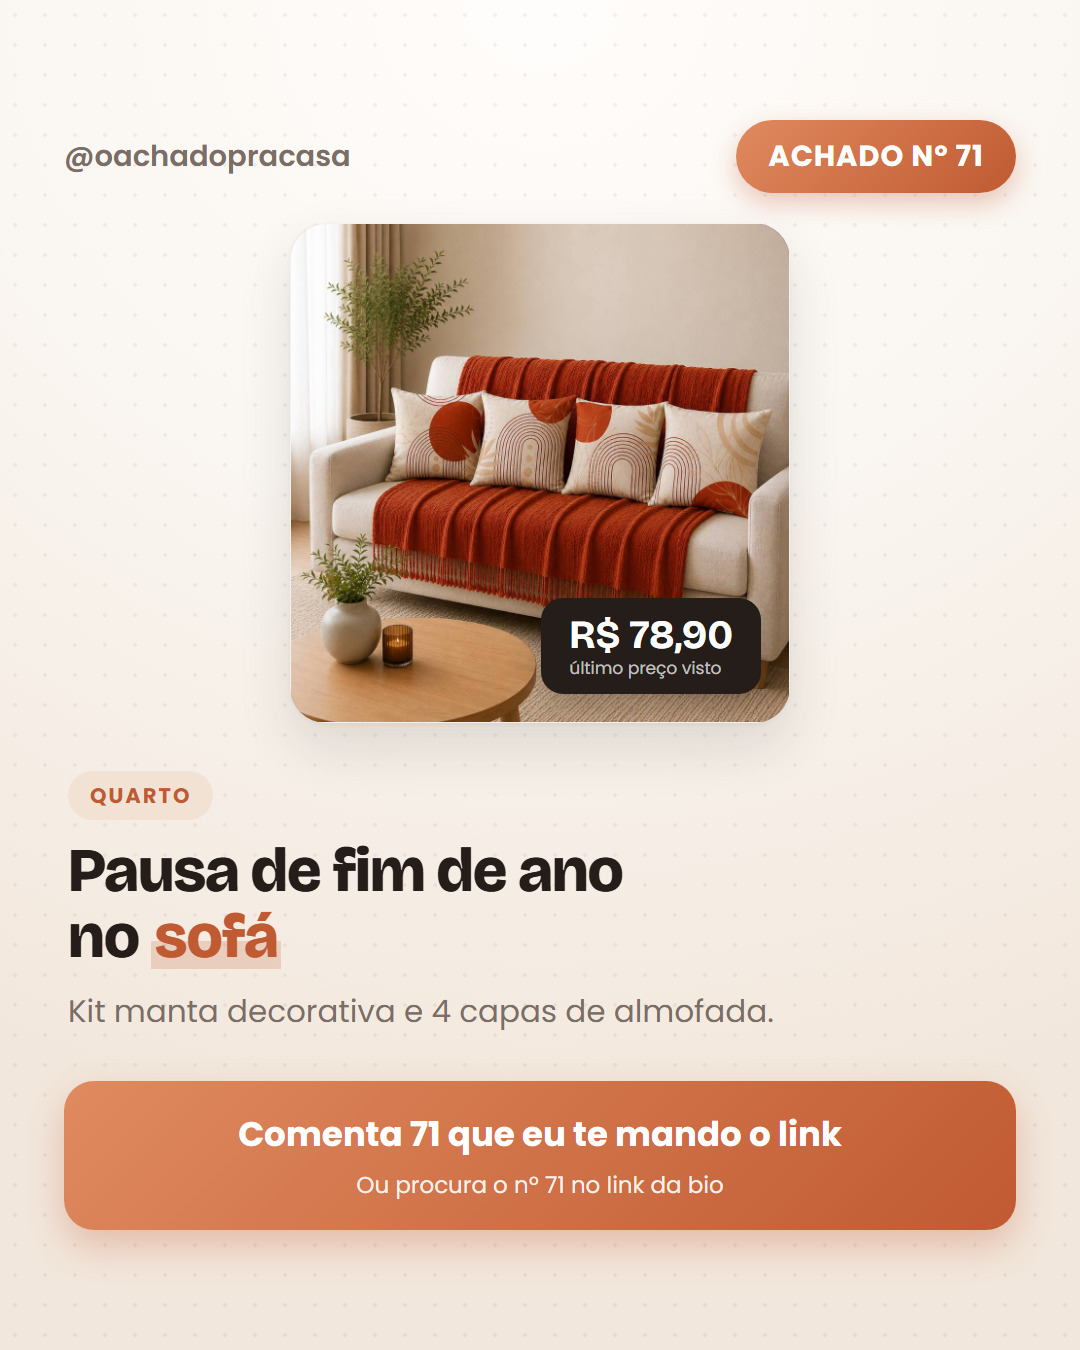 @oachadopracasa
ACHADO Nº 71
R$ 78,90
último preço visto
QUARTO
Pausa de fim de ano
no sofá
Kit manta decorativa e 4 capas de almofada.
Comenta 71 que eu te mando o link
Ou procura o nº 71 no link da bio